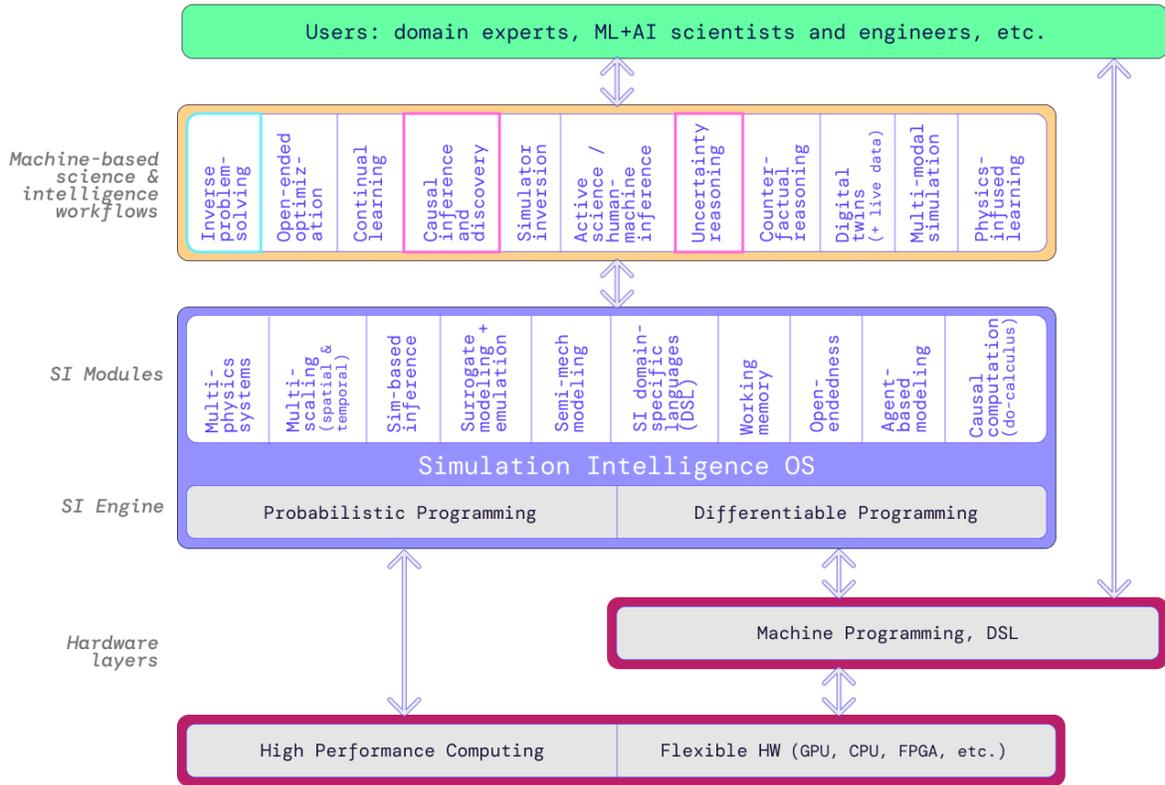 Users: domain experts, ML+AI scientists and engineers, etc.
Machine-based
science &
intelligence
workflows
Inverse
problem-
solving
Open-ended
optimiz-
ation
Continual
learning
Causal
inference
and
discovery
Simulator
inversion
Active
science /
human-
machine
inference
Uncertainty
reasoning
Counter-
factual
reasoning
Digital
twins
(+ live data)
Multi-modal
simulation
Physics-
infused
learning
SI Modules
Multi-
physics
systems
Multi-
scaling
(spatial &
temporal)
Sim-based
inference
Surrogate
modeling +
emulation
Semi-mech
modeling
SI domain-
specific
languages
(DSL)
Working
memory
Open-
endedness
Agent-
based
modeling
Causal
computation
(do-calculus)
Simulation Intelligence OS
SI Engine
Probabilistic Programming
Differentiable Programming
Hardware
layers
Machine Programming, DSL
High Performance Computing
Flexible HW (GPU, CPU, FPGA, etc.)